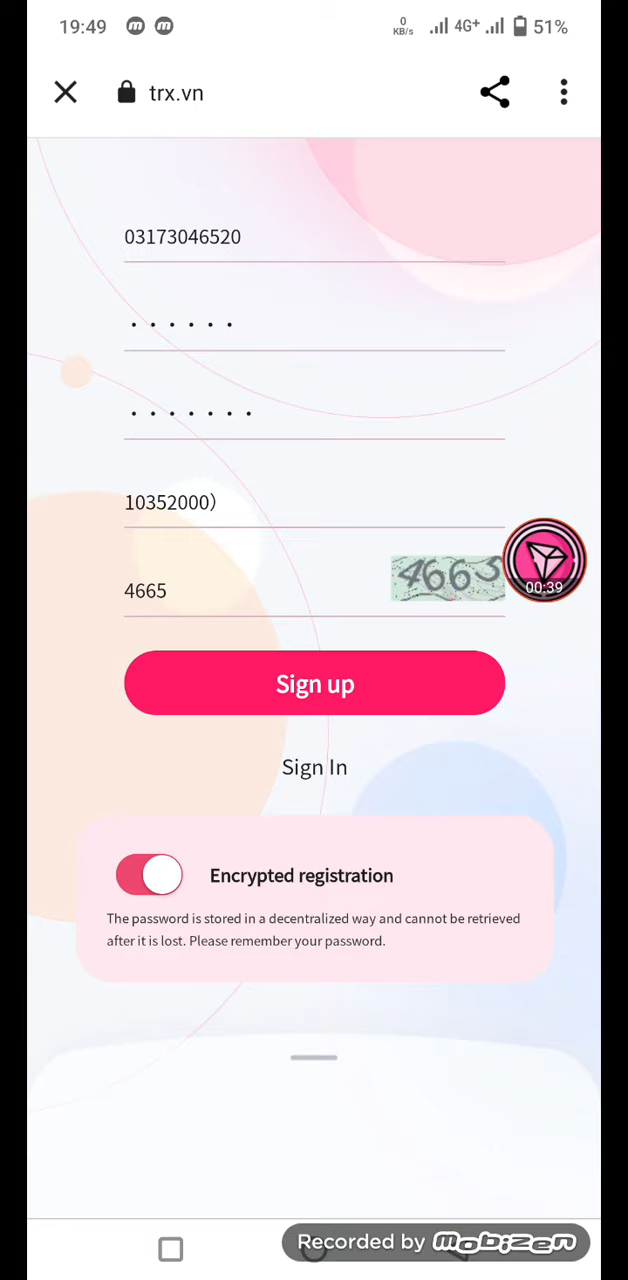 19:49
0
KB/s
4G+
51%
trx.vn
03173046520
• • • • • •
• • • • • • •
10352000)
4665
00:39
Sign up
Sign In
Encrypted registration
The password is stored in a decentralized way and cannot be retrieved
after it is lost. Please remember your password.
Recorded by mobizen